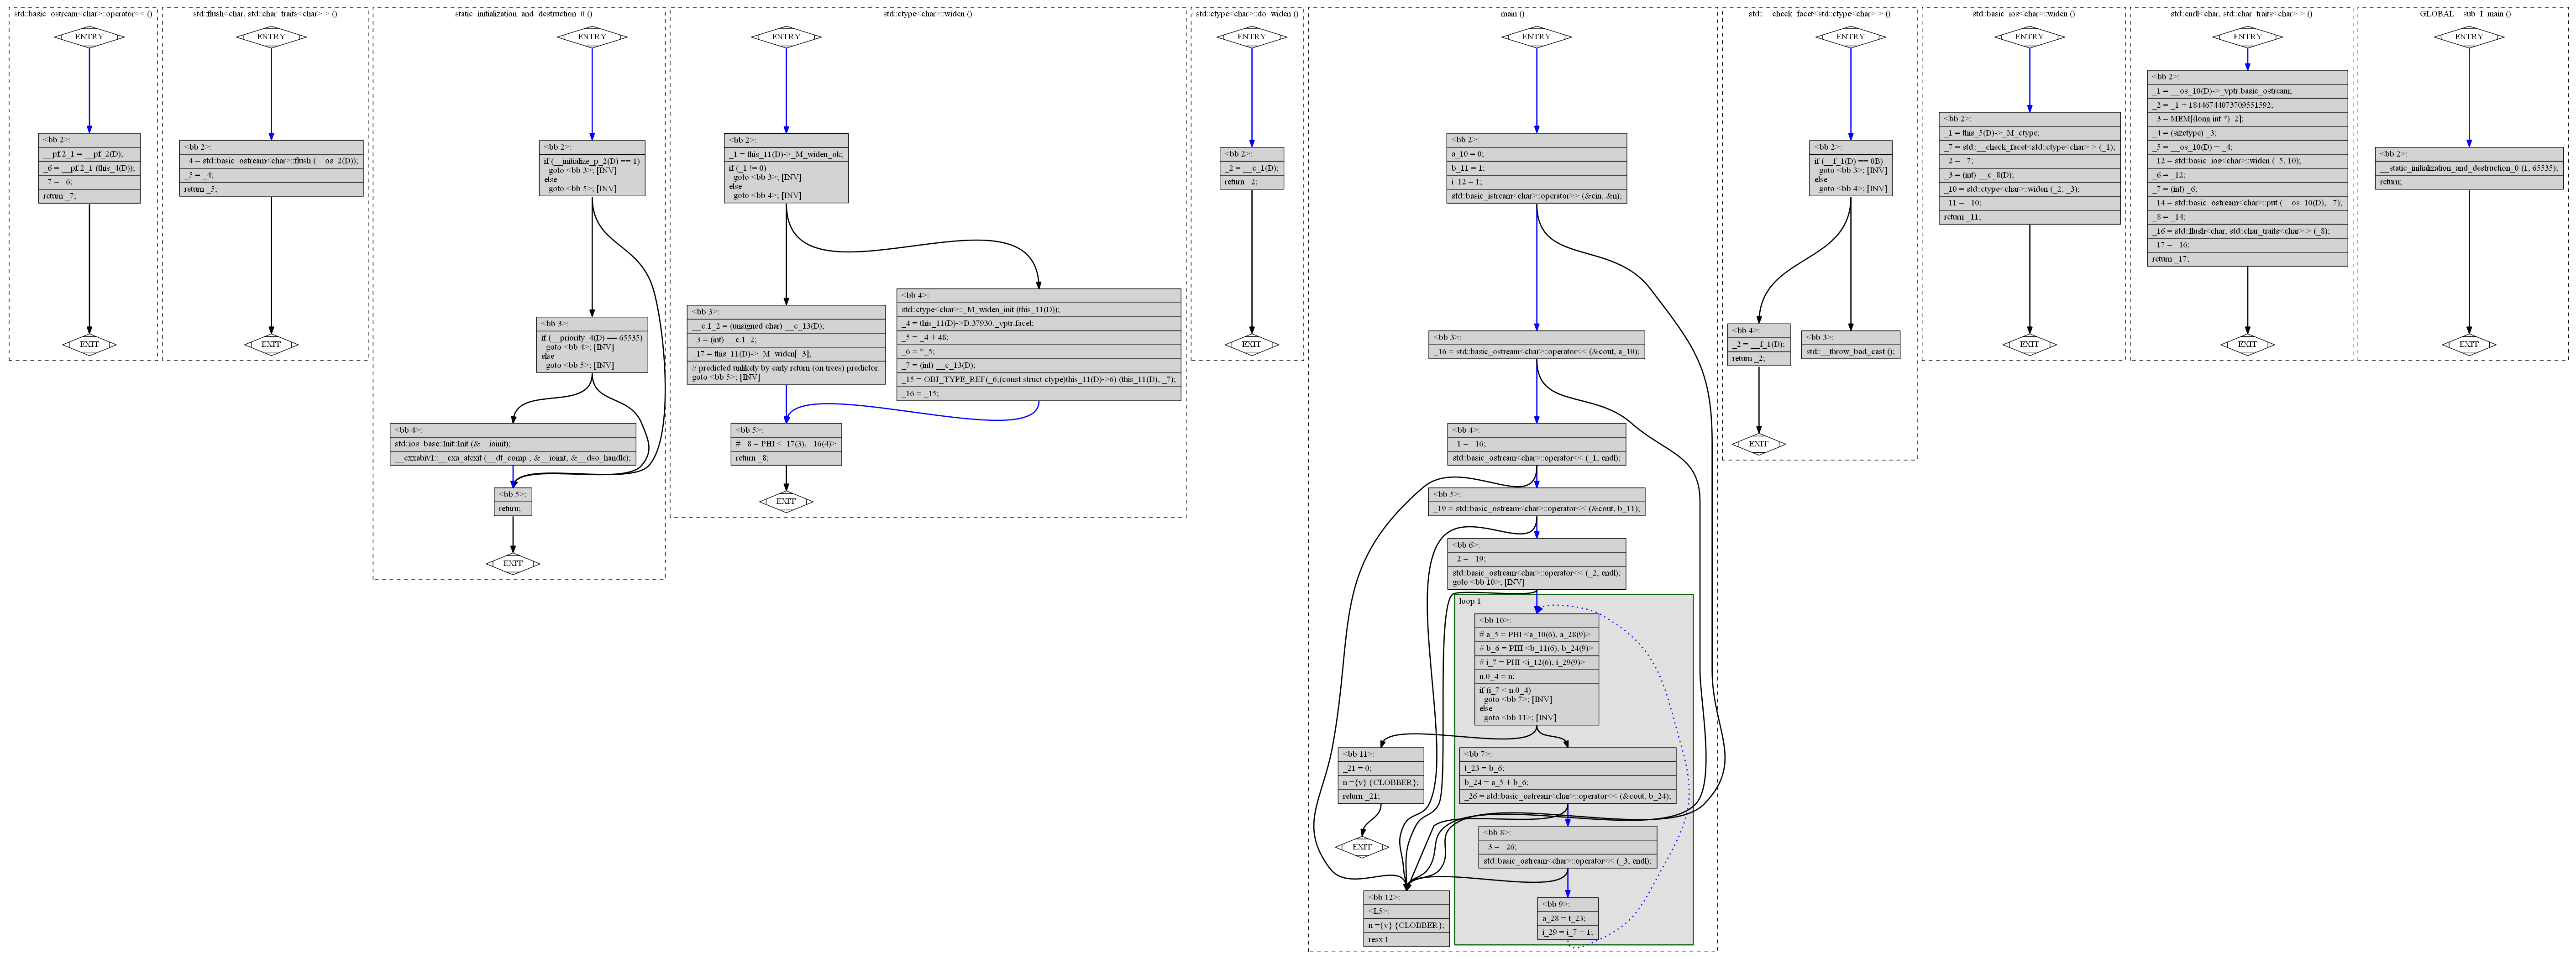 std::basic_ostream<char>::operator<< ()
ENTRY
<bb 2>:
__pf.2_1 = __pf_2(D);
_6 = __pf.2_1 (this_4(D));
_7 = _6;
return _7;
EXIT
std::flush<char, std::char_traits<char> > ()
ENTRY
<bb 2>:
_4 = std::basic_ostream<char>::flush (__os_2(D));
_5 = _4;
return _5;
EXIT
__static_initialization_and_destruction_0 ()
ENTRY
<bb 2>:
if (__initialize_p_2(D) == 1)
goto <bb 3>; [INV]
else
goto <bb 5>; [INV]
<bb 3>:
if (__priority_4(D) == 65535)
goto <bb 4>; [INV]
else
goto <bb 5>; [INV]
<bb 4>:
std::ios_base::Init::Init (&__ioinit);
__cxxabiv1::__cxa_atexit (__dt_comp , &__ioinit, &__dso_handle);
<bb 5>:
return;
EXIT
std::ctype<char>::widen ()
ENTRY
<bb 2>:
_1 = this_11(D)->_M_widen_ok;
if (_1 != 0)
goto <bb 3>; [INV]
else
goto <bb 4>; [INV]
<bb 3>:
__c.1_2 = (unsigned char) __c_13(D);
_3 = (int) __c.1_2;
_17 = this_11(D)->_M_widen[_3];
// predicted unlikely by early return (on trees) predictor.
goto <bb 5>; [INV]
<bb 4>:
std::ctype<char>::_M_widen_init (this_11(D));
_4 = this_11(D)->D.37930._vptr.facet;
_5 = _4 + 48;
_6 = *_5;
_7 = (int) __c_13(D);
_15 = OBJ_TYPE_REF(_6;(const struct ctype)this_11(D)->6) (this_11(D), _7);
_16 = _15;
<bb 5>:
# _8 = PHI <_17(3), _16(4)>
return _8;
EXIT
std::ctype<char>::do_widen ()
ENTRY
<bb 2>:
_2 = __c_1(D);
return _2;
EXIT
main ()
ENTRY
<bb 2>:
a_10 = 0;
b_11 = 1;
i_12 = 1;
std::basic_istream<char>::operator>> (&cin, &n);
<bb 3>:
_16 = std::basic_ostream<char>::operator<< (&cout, a_10);
<bb 4>:
_1 = _16;
std::basic_ostream<char>::operator<< (_1, endl);
<bb 5>:
_19 = std::basic_ostream<char>::operator<< (&cout, b_11);
<bb 6>:
_2 = _19;
std::basic_ostream<char>::operator<< (_2, endl);
goto <bb 10>; [INV]
loop 1
<bb 10>:
# a_5 = PHI <a_10(6), a_28(9)>
# b_6 = PHI <b_11(6), b_24(9)>
# i_7 = PHI <i_12(6), i_29(9)>
n.0_4 = n;
if (i_7 < n.0_4)
goto <bb 7>; [INV]
else
goto <bb 11>; [INV]
<bb 11>:
_21 = 0;
n ={v} {CLOBBER};
return _21;
EXIT
<bb 7>:
t_23 = b_6;
b_24 = a_5 + b_6;
_26 = std::basic_ostream<char>::operator<< (&cout, b_24);
<bb 8>:
_3 = _26;
std::basic_ostream<char>::operator<< (_3, endl);
<bb 12>:
<L5>:
n ={v} {CLOBBER};
resx 1
<bb 9>:
a_28 = t_23;
i_29 = i_7 + 1;
std::__check_facet<std::ctype<char> > ()
ENTRY
<bb 2>:
if (__f_1(D) == 0B)
goto <bb 3>; [INV]
else
goto <bb 4>; [INV]
<bb 4>:
_2 = __f_1(D);
return _2;
<bb 3>:
std::__throw_bad_cast ();
EXIT
std::basic_ios<char>::widen ()
ENTRY
<bb 2>:
_1 = this_5(D)->_M_ctype;
_7 = std::__check_facet<std::ctype<char> > (_1);
_2 = _7;
_3 = (int) __c_8(D);
_10 = std::ctype<char>::widen (_2, _3);
_11 = _10;
return _11;
EXIT
std::endl<char, std::char_traits<char> > ()
ENTRY
<bb 2>:
_1 = __os_10(D)->_vptr.basic_ostream;
_2 = _1 + 18446744073709551592;
_3 = MEM[(long int *)_2];
_4 = (sizetype) _3;
_5 = __os_10(D) + _4;
_12 = std::basic_ios<char>::widen (_5, 10);
_6 = _12;
_7 = (int) _6;
_14 = std::basic_ostream<char>::put (__os_10(D), _7);
_8 = _14;
_16 = std::flush<char, std::char_traits<char> > (_8);
_17 = _16;
return _17;
EXIT
_GLOBAL__sub_I_main ()
ENTRY
<bb 2>:
__static_initialization_and_destruction_0 (1, 65535);
return;
EXIT